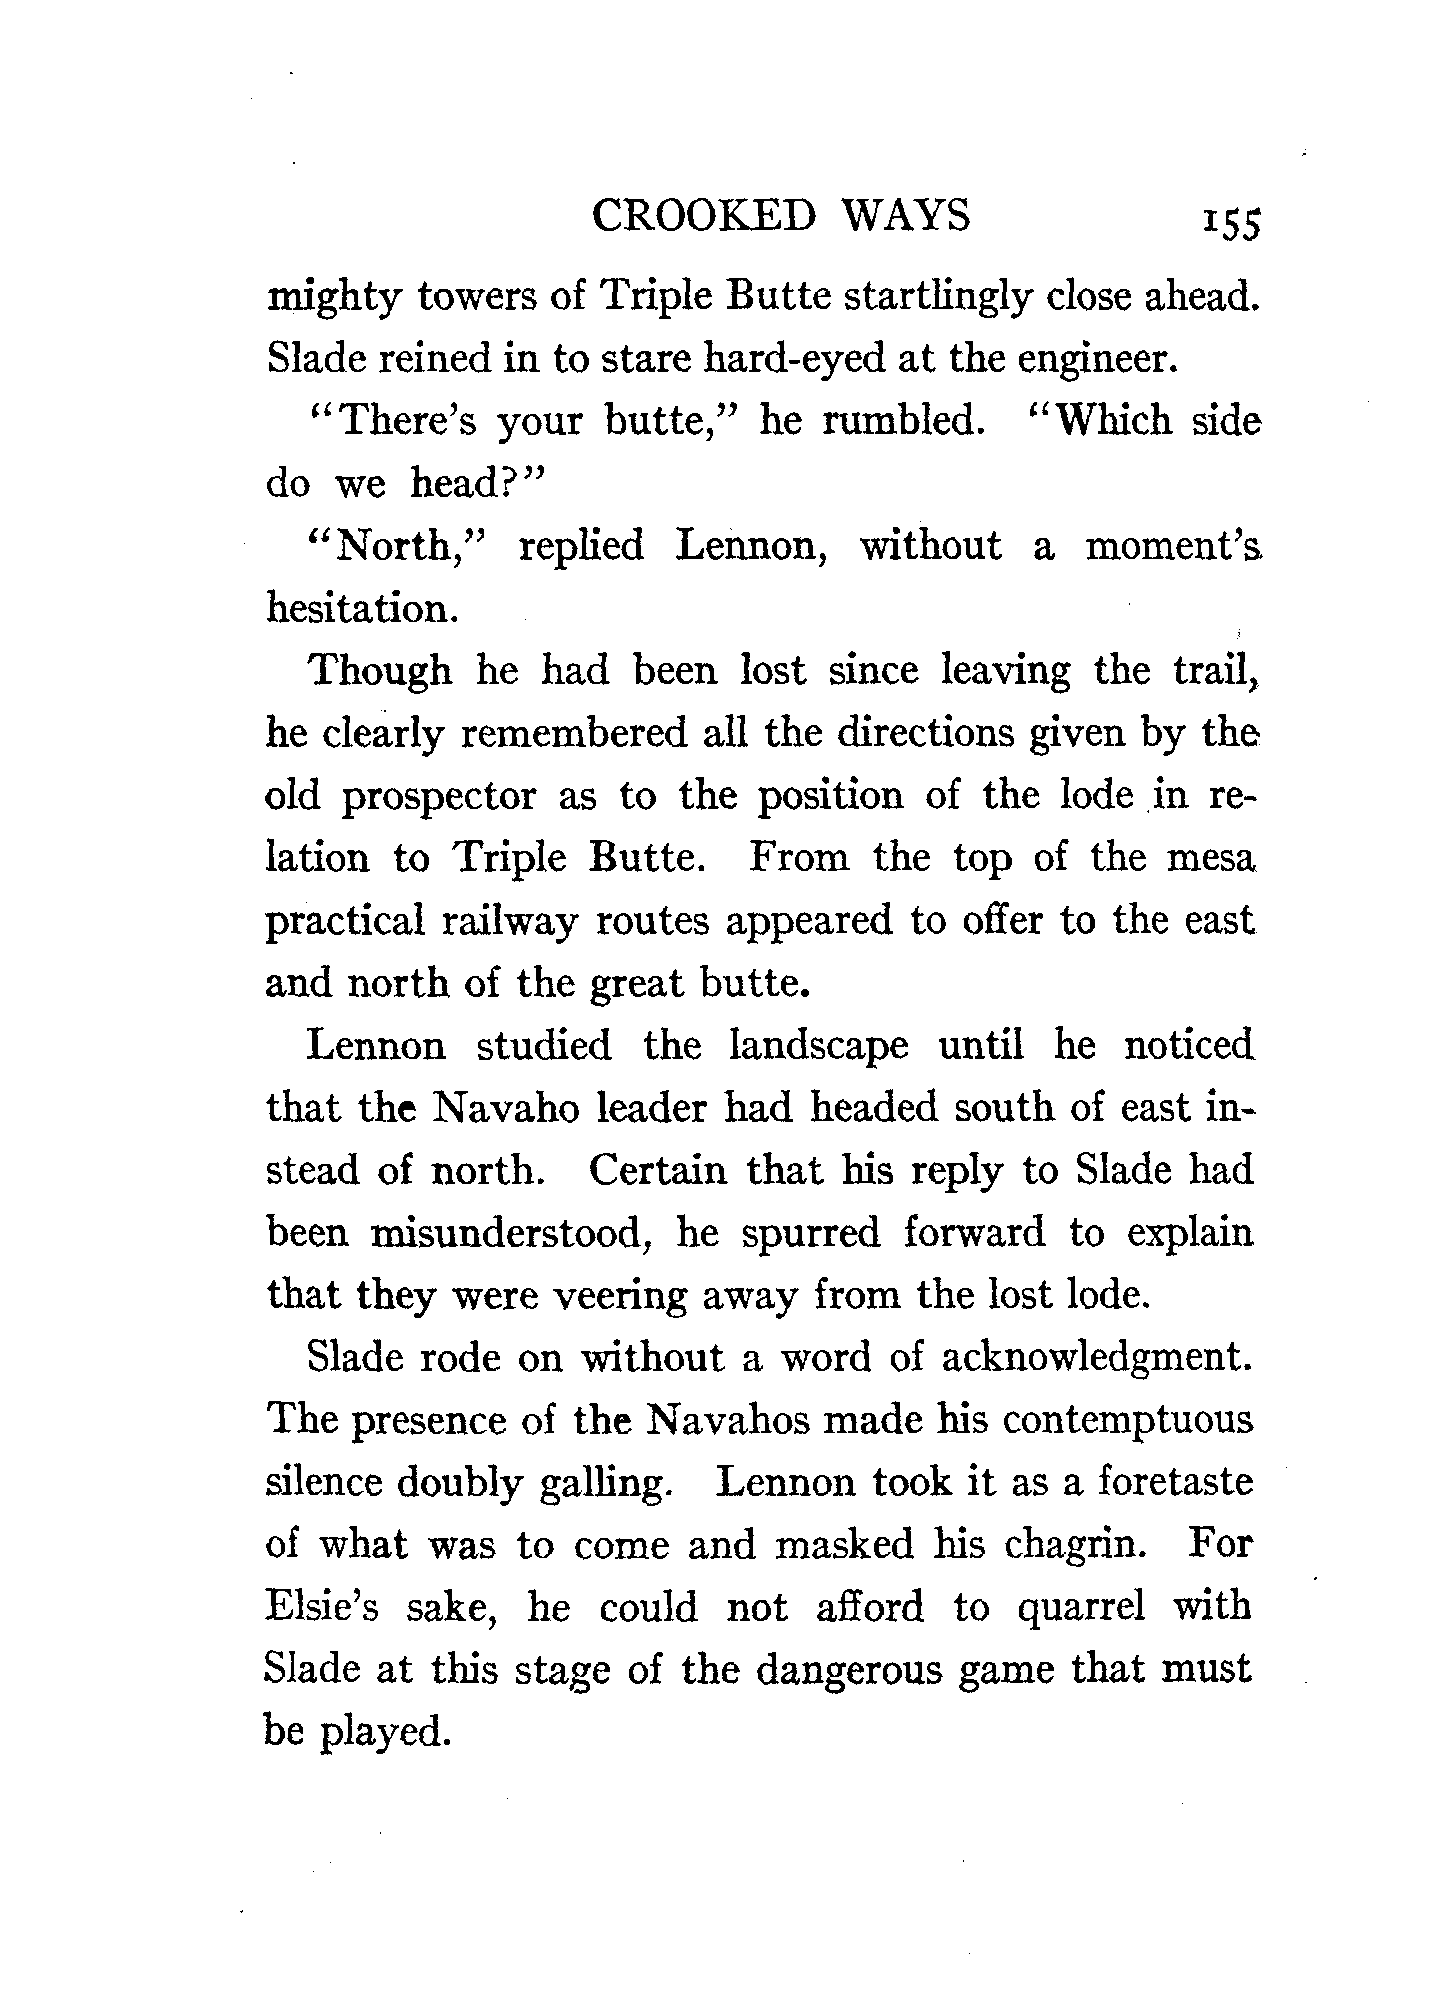 CROOKED WAYS 155
mighty towers of Triple Butte startlingly close ahead.
Slade reined in to stare hard-eyed at the engineer.
“There’s your butte,” he rumbled. “Which side
do we head?”
“North,” replied Lennon, without a moment’s
hesitation.
Though he had been lost since leaving the trail,
he clearly remembered all the directions given by the
old prospector as to the position of the lode in re-
lation to Triple Butte. From the top of the mesa
practical railway routes appeared to offer to the east
and north of the great butte.
Lennon studied the landscape until he noticed
that the Navaho leader had headed south of east in-
stead of north. Certain that his reply to Slade had
been misunderstood, he spurred forward to explain
that they were veering away from the lost lode.
Slade rode on without a word of acknowledgment.
The presence of the Navahos made his contemptuous
silence doubly galling. Lennon took it as a foretaste
of what was to come and masked his chagrin. For
Elsie’s sake, he could not afford to quarrel with
Slade at this stage of the dangerous game that must
be played.